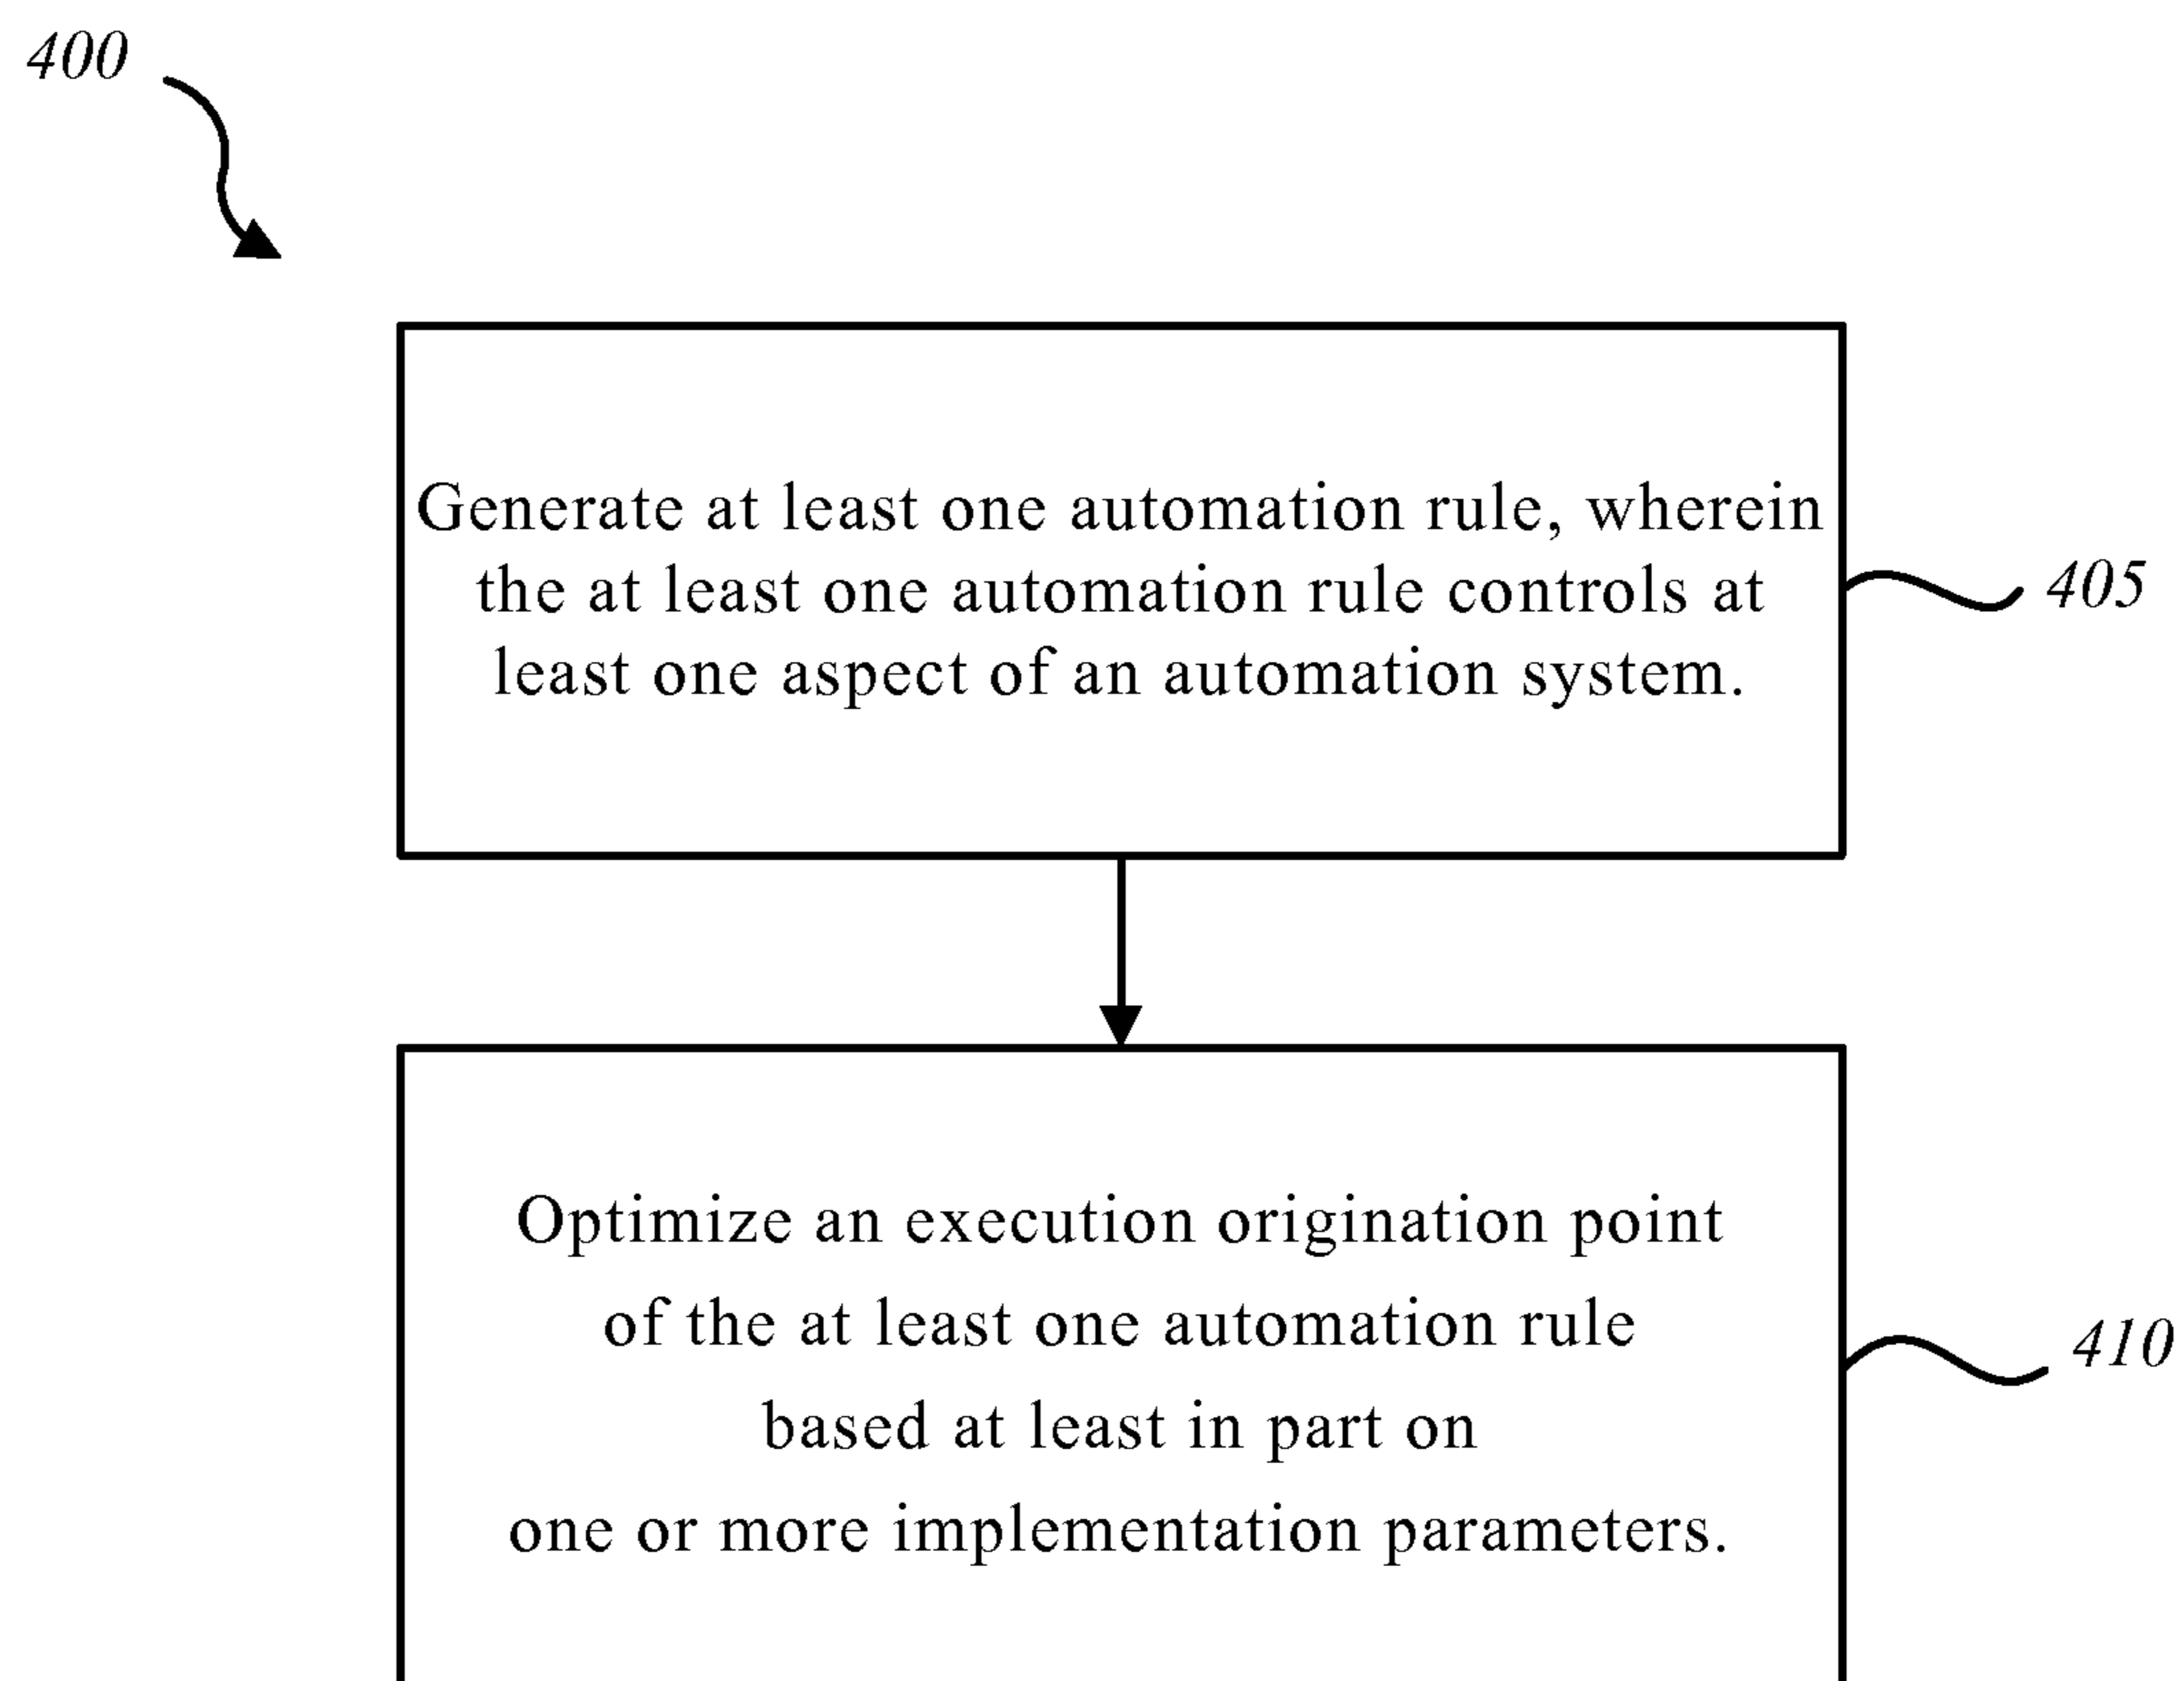 400
Generate at least one automation rule, wherein
the at least one automation rule controls at
least one aspect of an automation system.
405
Optimize an execution origination point
of the at least one automation rule
based at least in part on
one or more implementation parameters.
410